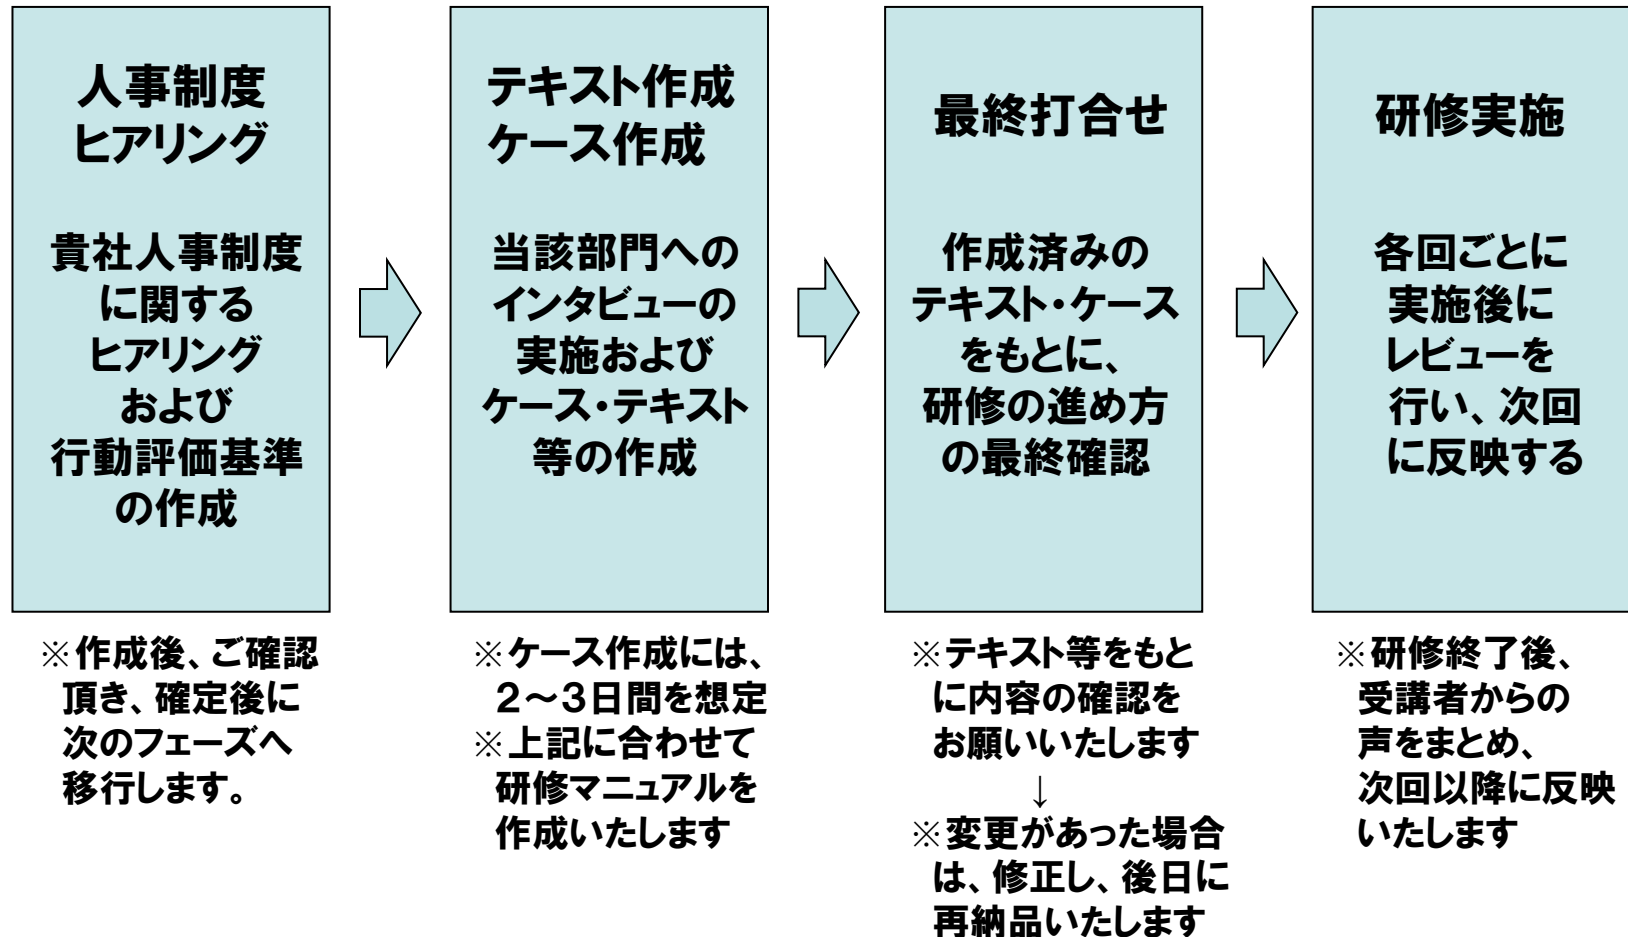 人事制度
ヒアリング
貴社人事制度
に関する
ヒアリング
および
行動評価基準
の作成
※作成後、ご確認
頂き、確定後に
次のフェーズへ
移行します。
テキスト作成
ケース作成
当該部門への
インタビューの
実施および
ケース・テキスト
等の作成
※ケース作成には、
２～３日間を想定
※上記に合わせて
研修マニュアルを
作成いたします
最終打合せ
作成済みの
テキスト・ケース
をもとに、
研修の進め方
の最終確認
※テキスト等をもと
に内容の確認を
お願いいたします
↓
※変更があった場合
は、修正し、後日に
再納品いたします
研修実施
各回ごとに
実施後に
レビューを
行い、次回
に反映する
※研修終了後、
受講者からの
声をまとめ、
次回以降に反映
いたします